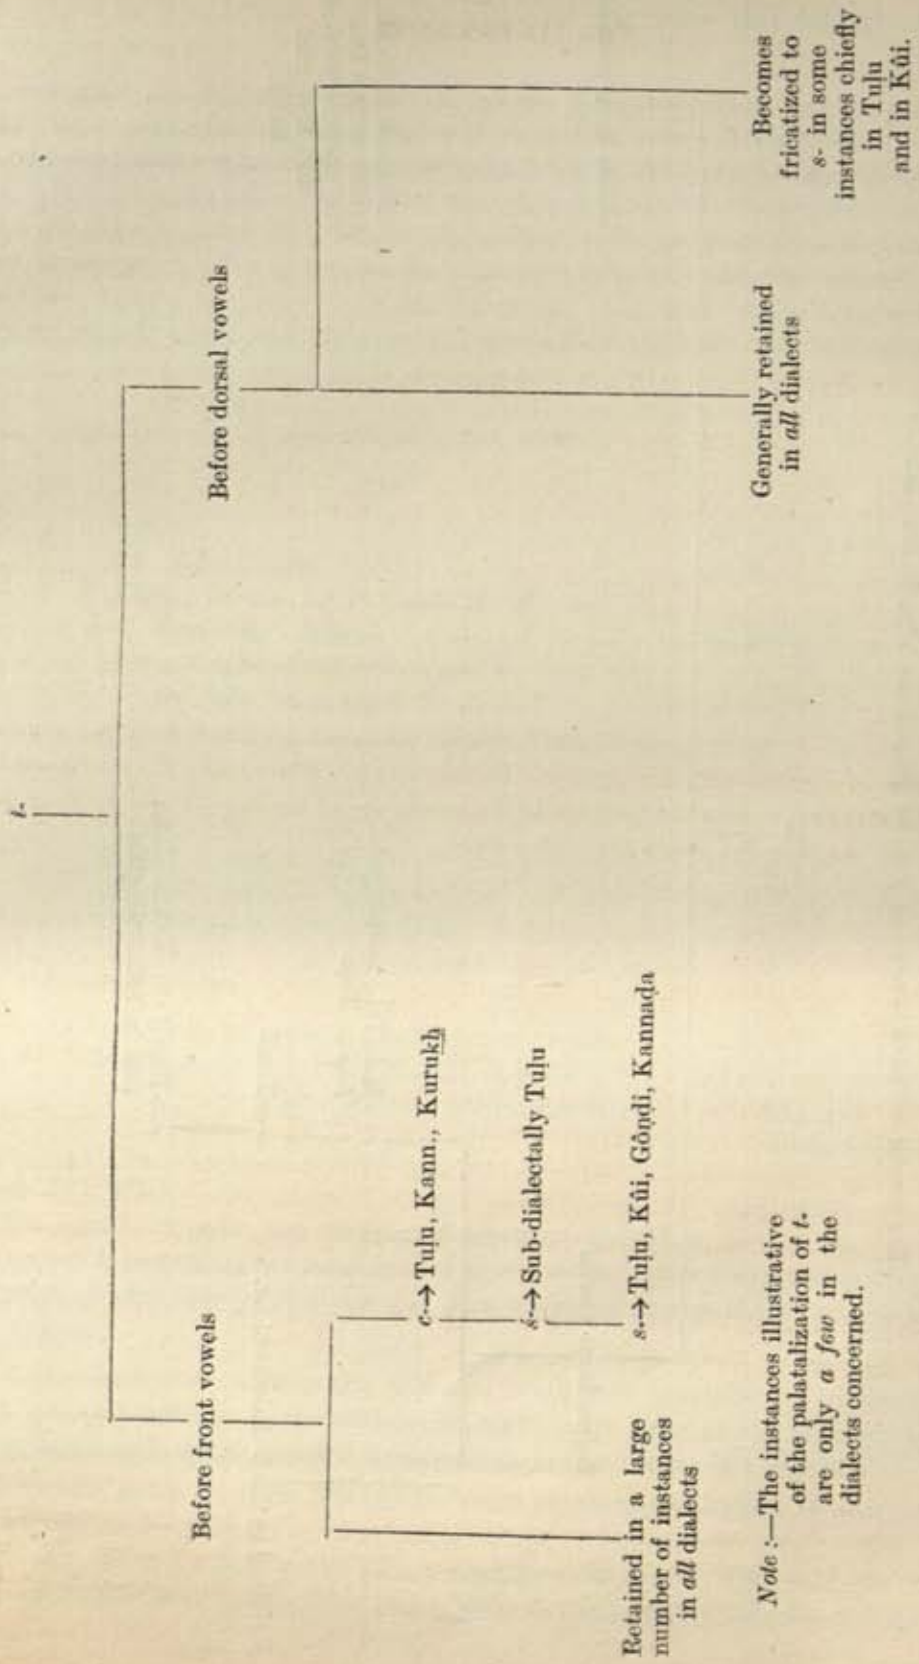 t-
Before front vowels
Before dorsal vowels
Retained in a large
number of instances
in all dialects
c-→Tuḷu, Kann., Kuruk͟h
ś-→Sub-dialectally Tuḷu
s-→Tuḷu, Kûi, Gôṇḍi, Kannaḍa
Generally retained
in all dialects
Becomes
fricatized to
s- in some
instances chiefly
in Tuḷu
and in Kûi.
Note :—The instances illustrative
of the palatalization of t-
are only a few in the
dialects concerned.